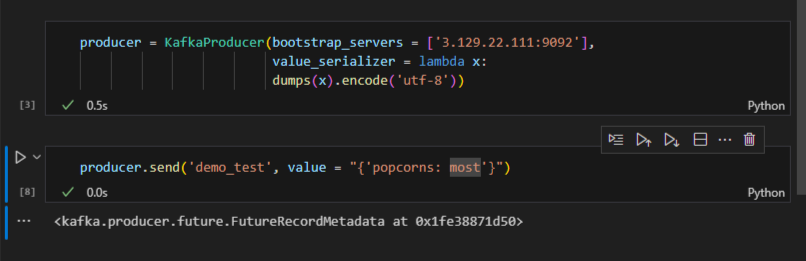 producer = KafkaProducer(bootstrap_servers = ['3.129.22.111:9092'],
value_serializer = lambda x:
dumps(x).encode('utf-8'))
[3] 0.5s Python
producer.send('demo_test', value = "{'popcorns: most'}")
[8] 0.0s Python
<kafka.producer.future.FutureRecordMetadata at 0x1fe38871d50>